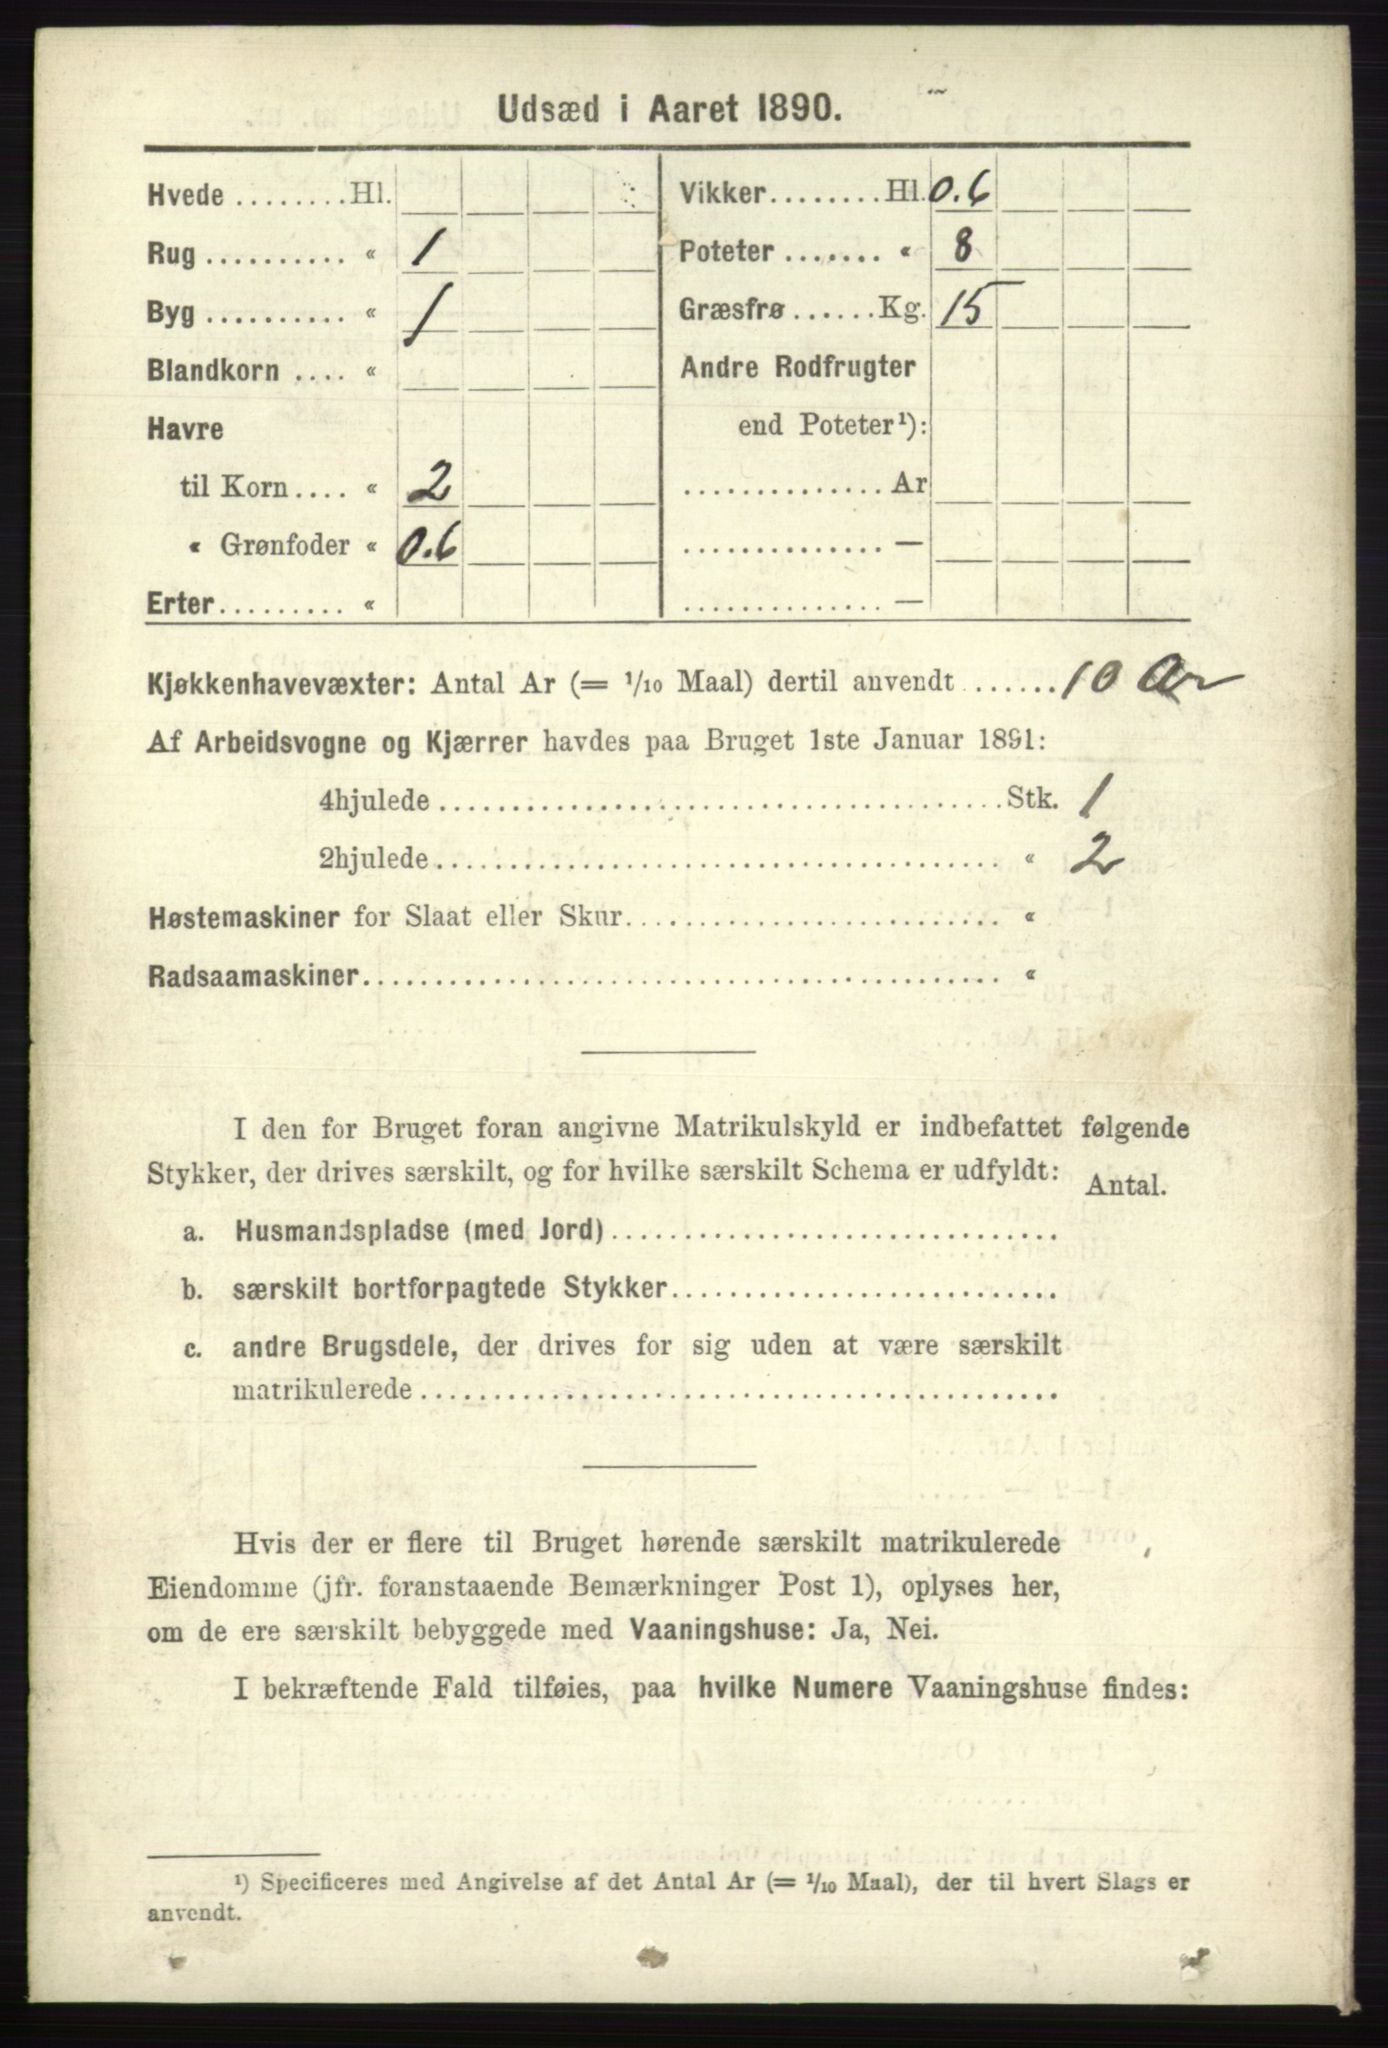 Udsæd i Aaret 1890.
Hvede ........ Hl.
Rug .......... " 1
Byg .......... " 1
Blandkorn .... "
Havre
til Korn .... " 2
" Grønfoder " 0.6
Erter ......... "
Vikker ........ Hl. 0.6
Poteter ....... " 8
Græsfrø ...... Kg. 15
Andre Rodfrugter
end Poteter¹):
.............. Ar
.............. —
.............. —
Kjøkkenhavevæxter: Antal Ar (= 1/10 Maal) dertil anvendt ...... 10 Ar
Af Arbeidsvogne og Kjærrer havdes paa Bruget 1ste Januar 1891:
4hjulede ........................................ Stk. 1
2hjulede ........................................ " 2
Høstemaskiner for Slaat eller Skur .......................... "
Radsaamaskiner ............................................ "
I den for Bruget foran angivne Matrikulskyld er indbefattet følgende
Stykker, der drives særskilt, og for hvilke særskilt Schema er udfyldt: Antal.
a. Husmandspladse (med Jord) ...............................
b. særskilt bortforpagtede Stykker ...........................
c. andre Brugsdele, der drives for sig uden at være særskilt
matrikulerede .............................................
Hvis der er flere til Bruget hørende særskilt matrikulerede
Eiendomme (jfr. foranstaaende Bemærkninger Post 1), oplyses her,
om de ere særskilt bebyggede med Vaaningshuse: Ja, Nei.
I bekræftende Fald tilføies, paa hvilke Numere Vaaningshuse findes:
¹) Specificeres med Angivelse af det Antal Ar (= 1/10 Maal), der til hvert Slags er
anvendt.